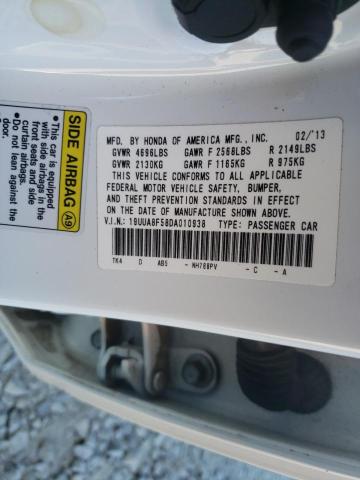 SIDE AIRBAG A9
•This car is equipped
with side airbags in the
front seats and side
curtain airbags.
•Do not lean against the
door.
MFD. BY HONDA OF AMERICA MFG., INC. 02/'13
GVWR 4696LBS GAWR F 2568LBS R 2149LBS
GVWR 2130KG GAWR F 1165KG R 975KG
THIS VEHICLE CONFORMS TO ALL APPLICABLE
FEDERAL MOTOR VEHICLE SAFETY, BUMPER,
AND THEFT PREVENTION STANDARDS IN EFFECT
ON THE DATE OF MANUFACTURE SHOWN ABOVE.
V.I.N.: 19UUA8F58DA010938 TYPE: PASSENGER CAR
TK4 D AB5 - NH788PV - C - A